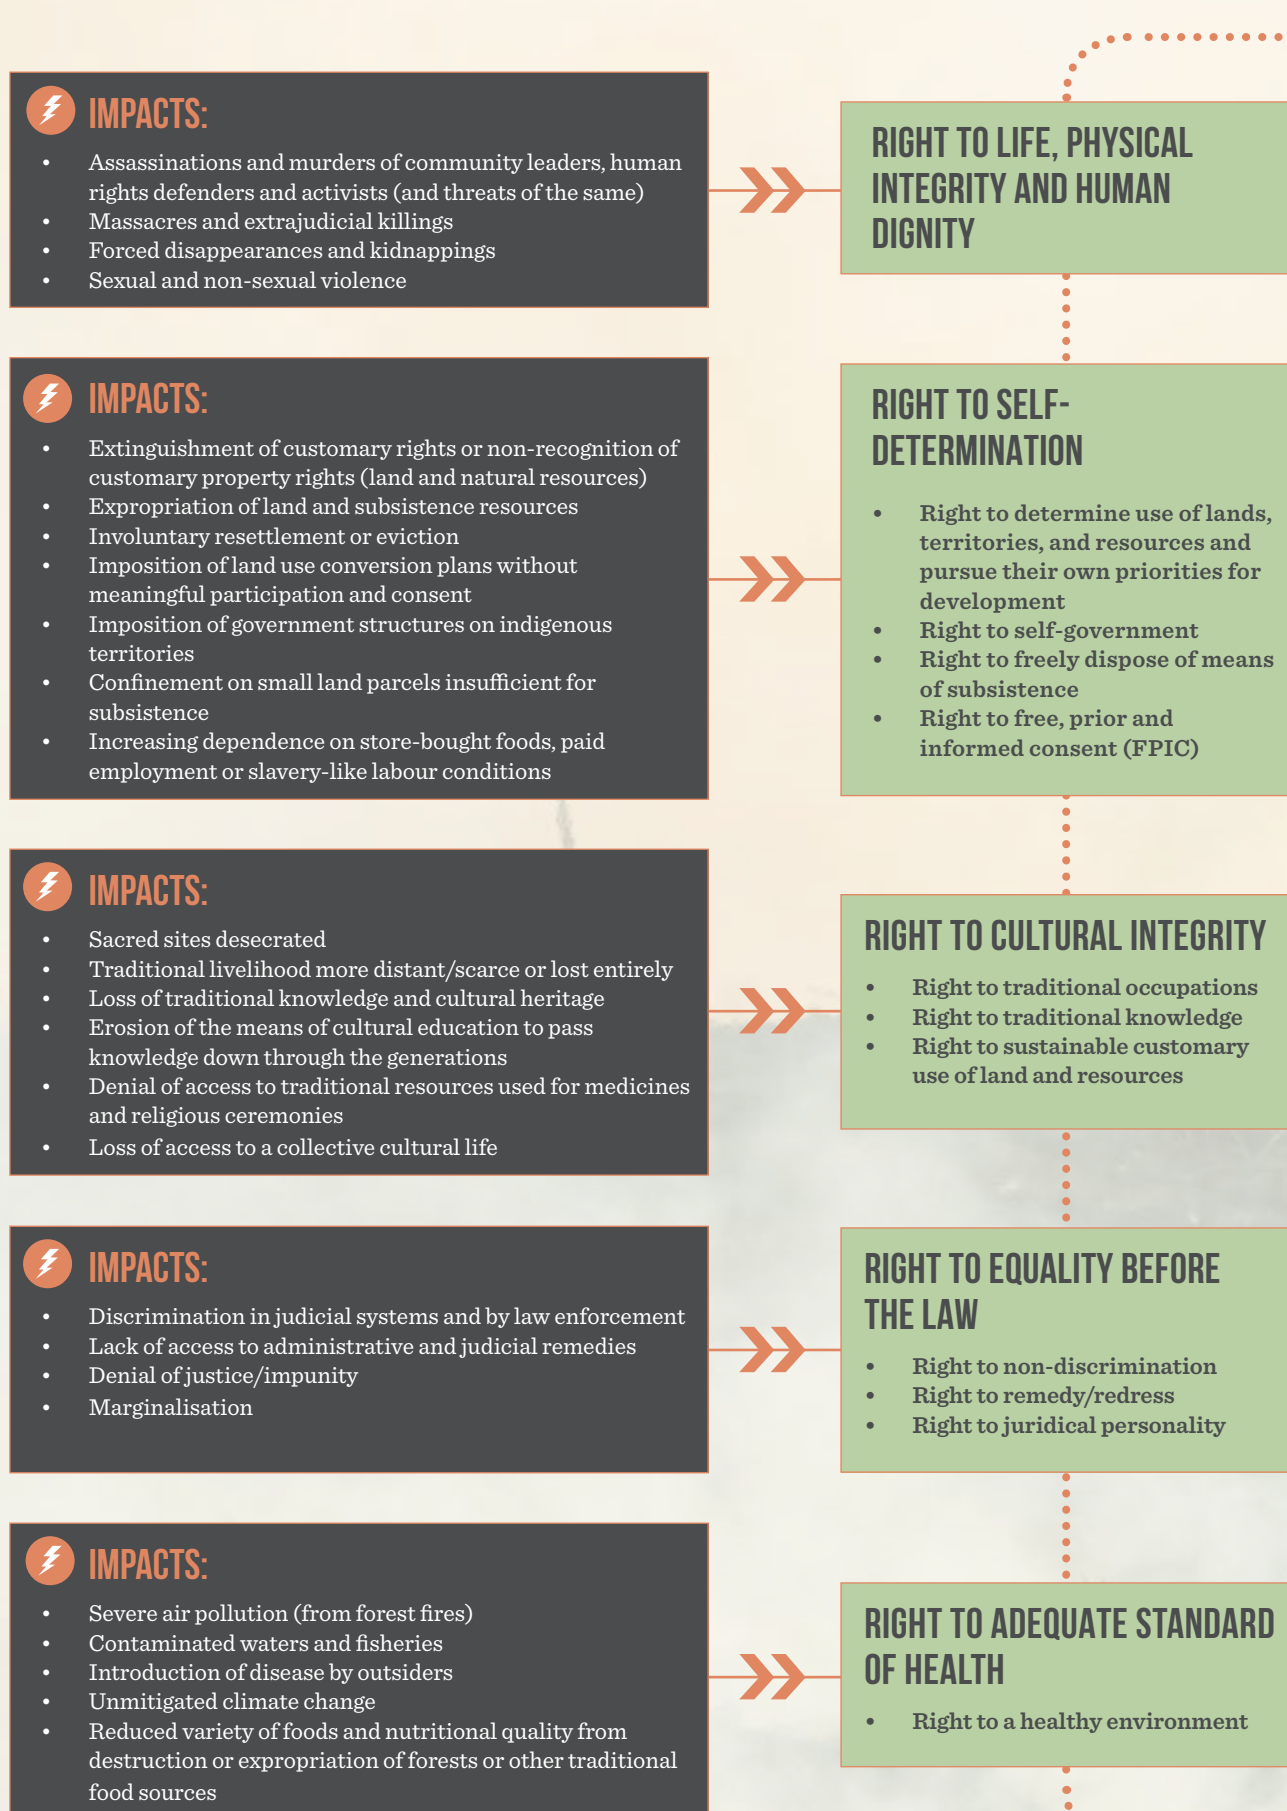 IMPACTS:
• Assassinations and murders of community leaders, human
rights defenders and activists (and threats of the same)
• Massacres and extrajudicial killings
• Forced disappearances and kidnappings
• Sexual and non-sexual violence
RIGHT TO LIFE, PHYSICAL
INTEGRITY AND HUMAN
DIGNITY
IMPACTS:
• Extinguishment of customary rights or non-recognition of
customary property rights (land and natural resources)
• Expropriation of land and subsistence resources
• Involuntary resettlement or eviction
• Imposition of land use conversion plans without
meaningful participation and consent
• Imposition of government structures on indigenous
territories
• Confinement on small land parcels insufficient for
subsistence
• Increasing dependence on store-bought foods, paid
employment or slavery-like labour conditions
RIGHT TO SELF-
DETERMINATION
• Right to determine use of lands,
territories, and resources and
pursue their own priorities for
development
• Right to self-government
• Right to freely dispose of means
of subsistence
• Right to free, prior and
informed consent (FPIC)
IMPACTS:
• Sacred sites desecrated
• Traditional livelihood more distant/scarce or lost entirely
• Loss of traditional knowledge and cultural heritage
• Erosion of the means of cultural education to pass
knowledge down through the generations
• Denial of access to traditional resources used for medicines
and religious ceremonies
• Loss of access to a collective cultural life
RIGHT TO CULTURAL INTEGRITY
• Right to traditional occupations
• Right to traditional knowledge
• Right to sustainable customary
use of land and resources
IMPACTS:
• Discrimination in judicial systems and by law enforcement
• Lack of access to administrative and judicial remedies
• Denial of justice/impunity
• Marginalisation
RIGHT TO EQUALITY BEFORE
THE LAW
• Right to non-discrimination
• Right to remedy/redress
• Right to juridical personality
IMPACTS:
• Severe air pollution (from forest fires)
• Contaminated waters and fisheries
• Introduction of disease by outsiders
• Unmitigated climate change
• Reduced variety of foods and nutritional quality from
destruction or expropriation of forests or other traditional
food sources
RIGHT TO ADEQUATE STANDARD
OF HEALTH
• Right to a healthy environment